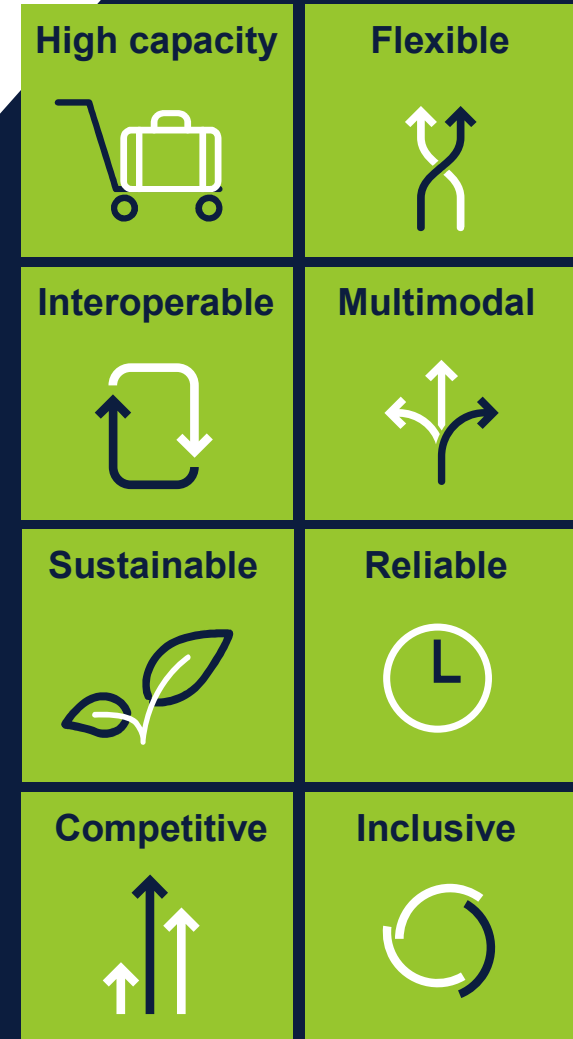 High capacity
Flexible
Interoperable
Multimodal
Sustainable
Reliable
Competitive
Inclusive